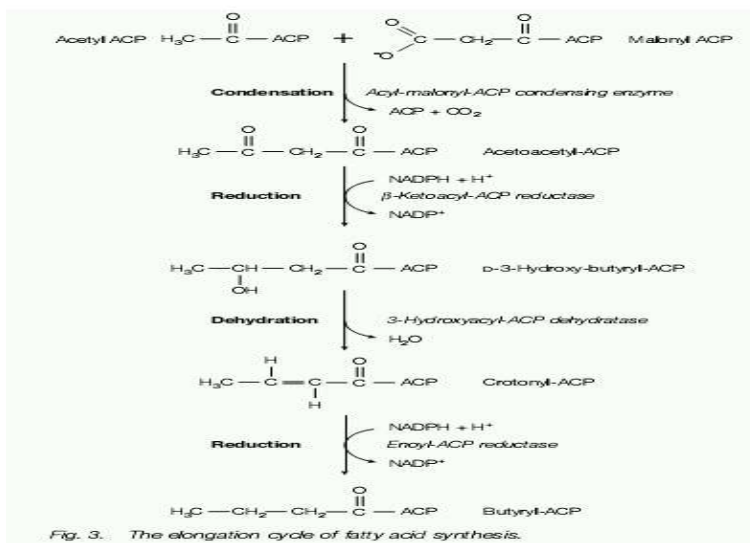 O O O
Acetyl ACP H₃C — C — ACP + C — CH₂ — C — ACP Malonyl ACP
⁻O
Condensation Acyl-malonyl-ACP condensing enzyme
ACP + CO₂
O O
H₃C — C — CH₂ — C — ACP Acetoacetyl-ACP
NADPH + H⁺
Reduction β-Ketoacyl-ACP reductase
NADP⁺
O
H₃C — CH — CH₂ — C — ACP D-3-Hydroxy-butyryl-ACP
OH
Dehydration 3-Hydroxyacyl-ACP dehydratase
H₂O
H O
H₃C — C = C — C — ACP Crotonyl-ACP
H
NADPH + H⁺
Reduction Enoyl-ACP reductase
NADP⁺
O
H₃C — CH₂ — CH₂ — C — ACP Butyryl-ACP
Fig. 3. The elongation cycle of fatty acid synthesis.